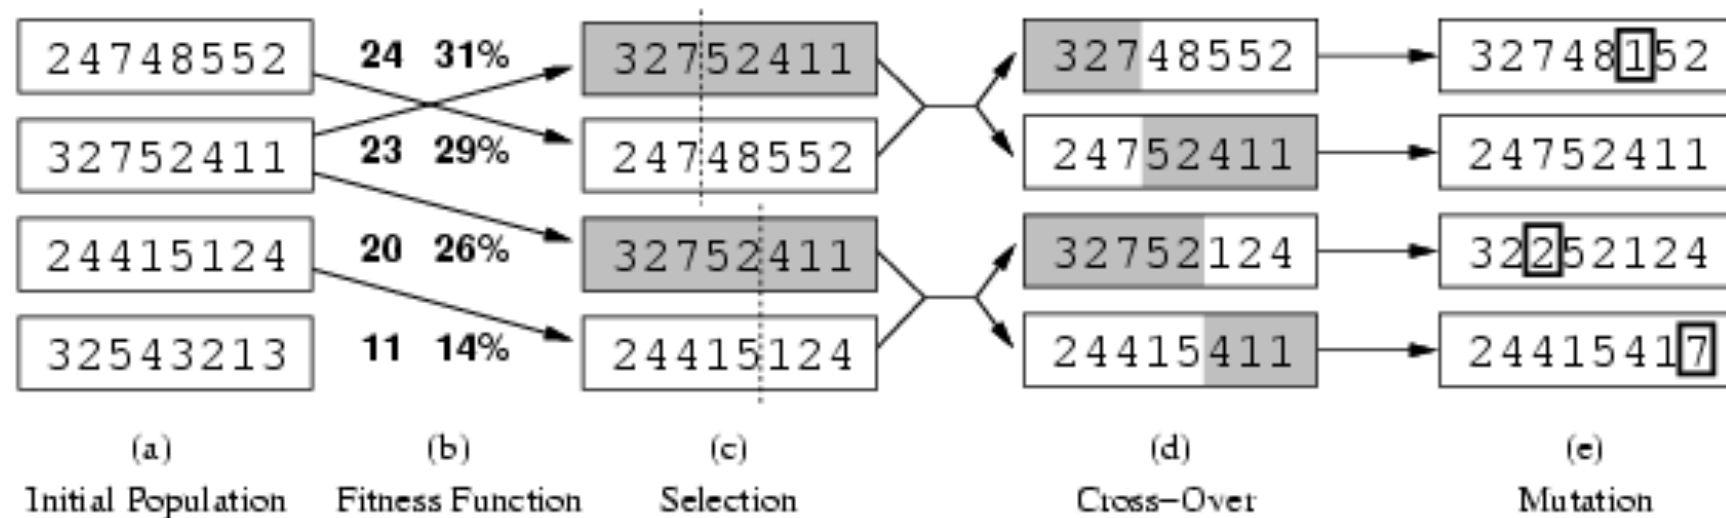 24748552 24 31% 32752411 32748552 32748152
32752411 23 29% 24748552 24752411 24752411
24415124 20 26% 32752411 32752124 32252124
32543213 11 14% 24415124 24415411 24415417
(a) (b) (c) (d) (e)
Initial Population Fitness Function Selection Cross-Over Mutation